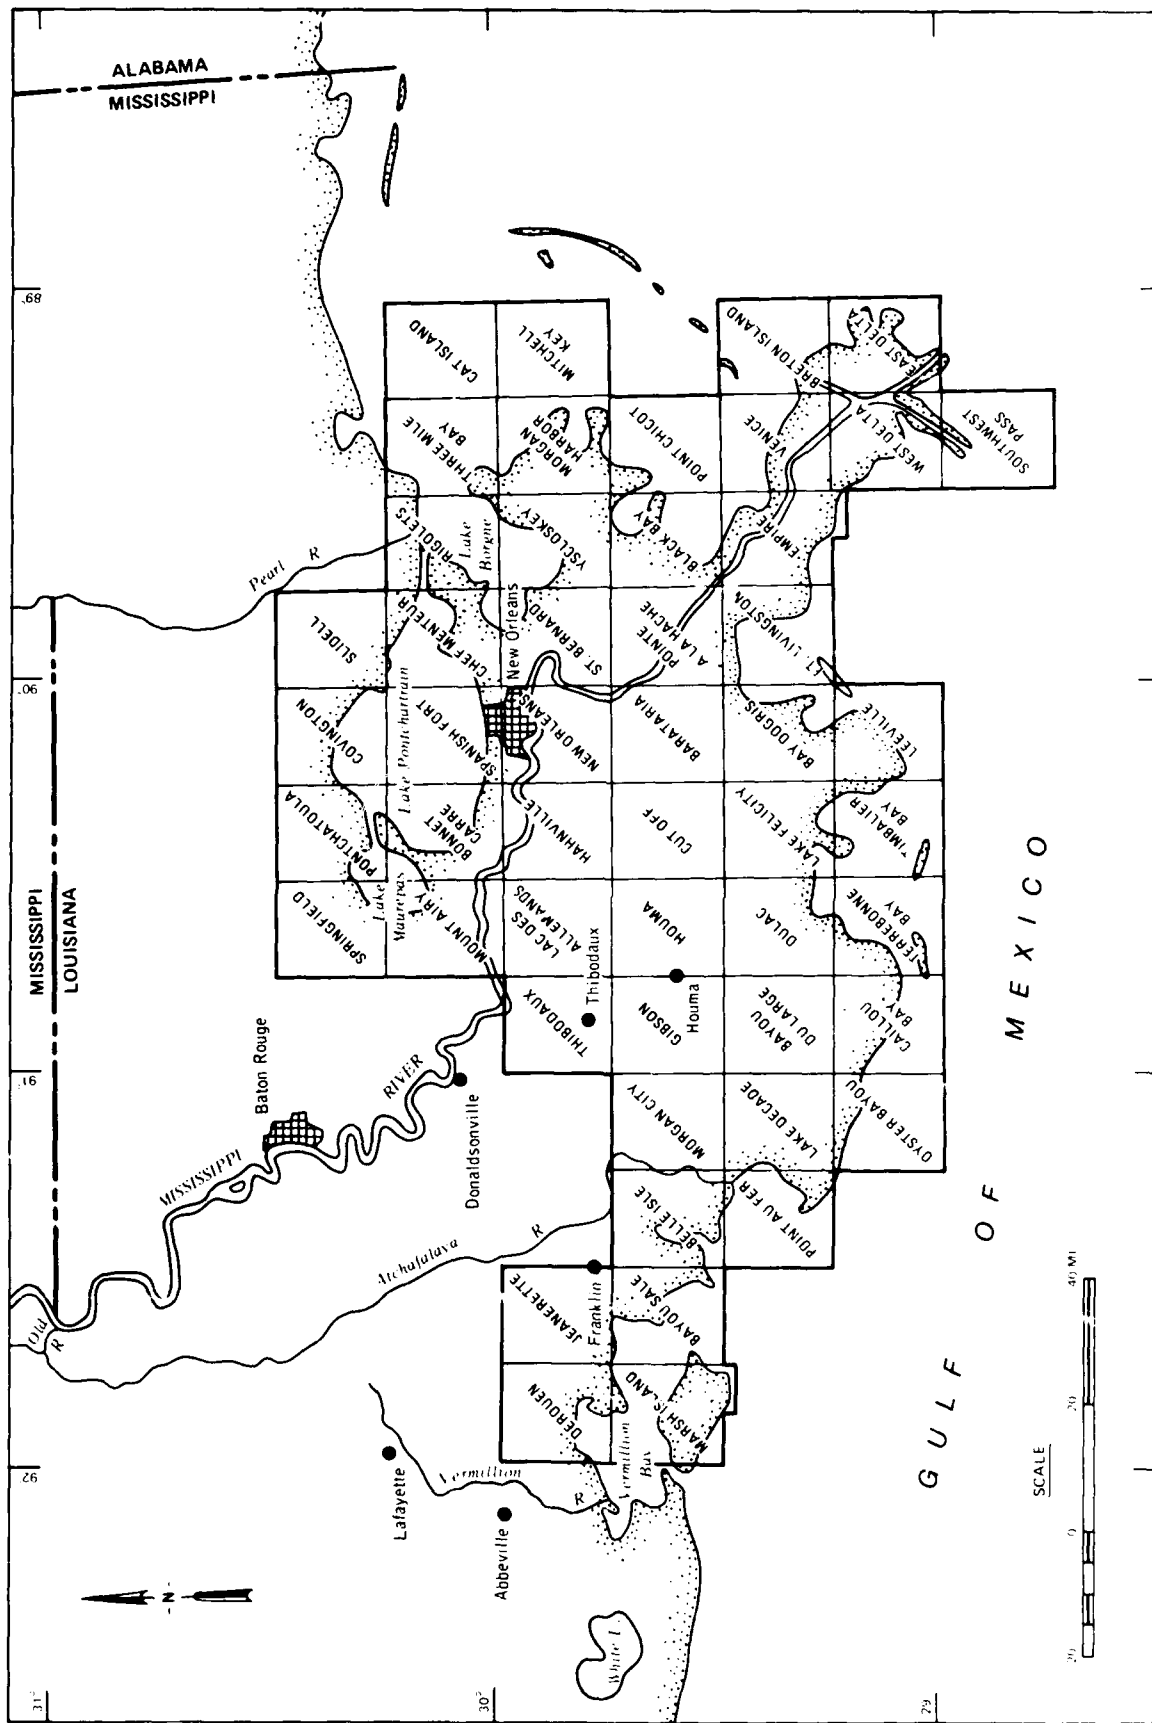 ALABAMA
MISSISSIPPI
MISSISSIPPI
LOUISIANA
31°
30°
29
92°
91°
90°
89°
N
Old
R
MISSISSIPPI
RIVER
Baton Rouge
Donaldsonville
Atchafalaya
R
Lafayette
Vermillion
R
Abbeville
White L
Vermillion
Bay
Franklin
Thibodaux
Houma
New Orleans
Pearl R
Lake
Borgne
Lake Pontchartrain
Lake
Maurepas
SPRINGFIELD
PONTCHATOULA
COVINGTON
SLIDELL
MOUNT AIRY
BONNET
CARRE
SPANISH FORT
CHEF MENTEUR
RIGOLETS
THREE MILE
BAY
CAT ISLAND
DEROUEN
JEANERETTE
THIBODAUX
LAC DES
ALLEMANDS
HAHNVILLE
NEW ORLEANS
ST. BERNARD
YSCLOSKEY
MORGAN
HARBOR
MITCHELL
KEY
MARSH ISLAND
BAYOU SALE
BELLE ISLE
MORGAN CITY
GIBSON
HOUMA
CUT OFF
BARATARIA
POINTE
A LA HACHE
BLACK BAY
POINT CHICOT
POINT AU FER
LAKE DECADE
BAYOU
DU LARGE
DULAC
LAKE FELICITY
BAY DOGRIS
FT. LIVINGSTON
EMPIRE
VENICE
BRETON ISLAND
OYSTER BAYOU
CAILLOU
BAY
TERREBONNE
BAY
TIMBALIER
BAY
LEEVILLE
WEST DELTA
EAST DELTA
SOUTHWEST
PASS
GULF OF MEXICO
SCALE
20 0 20 40 MI